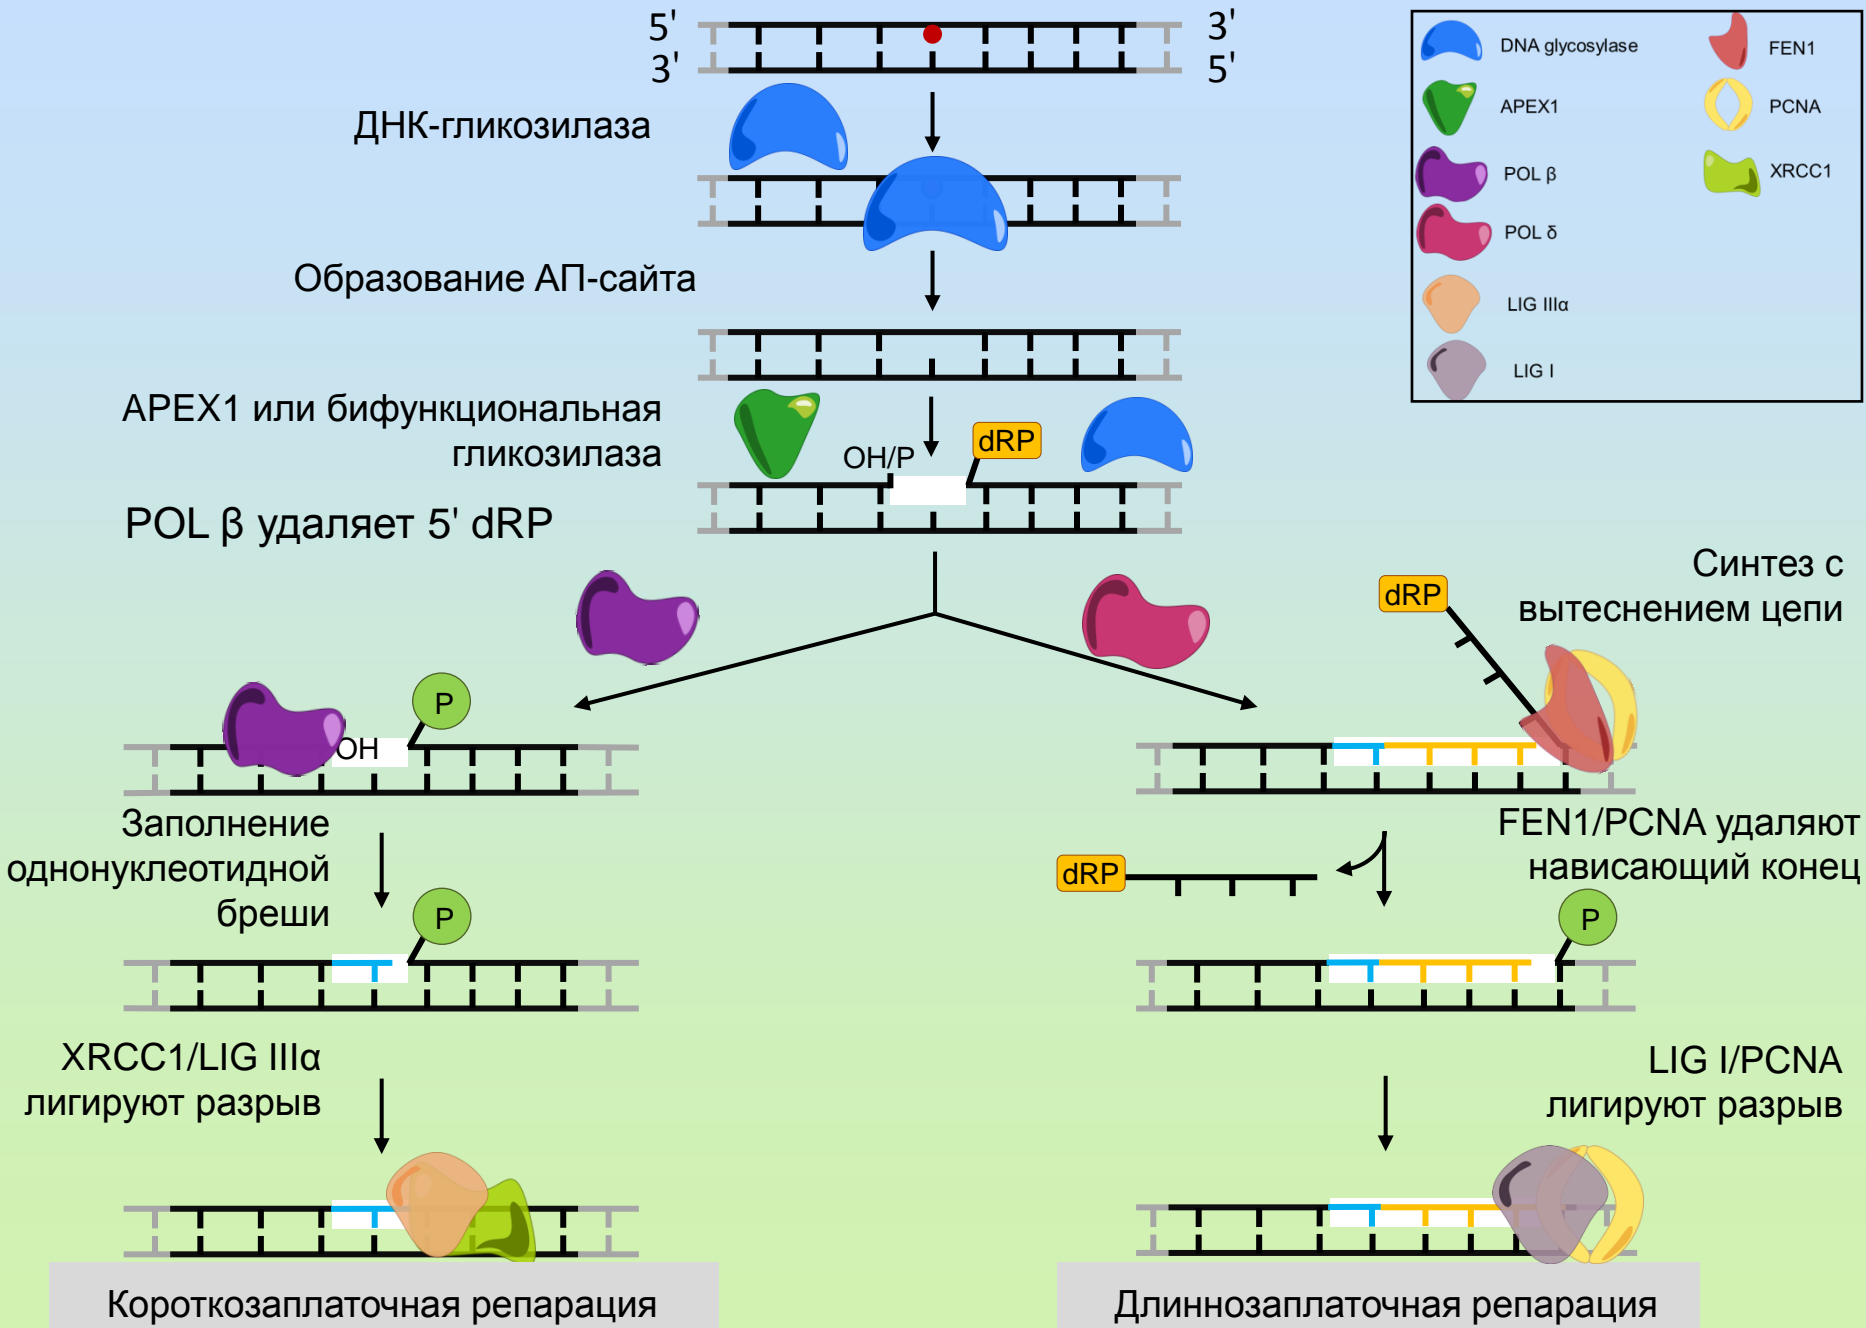 5' 3'
3' 5'
DNA glycosylase
APEX1
POL β
POL δ
LIG IIIα
LIG I
FEN1
PCNA
XRCC1
ДНК-гликозилаза
Образование АП-сайта
APEX1 или бифункциональная
гликозилаза
OH/P
dRP
POL β удаляет 5' dRP
Синтез с
вытеснением цепи
dRP
P
OH
Заполнение
однонуклеотидной
бреши
FEN1/PCNA удаляют
нависающий конец
dRP
P
P
XRCC1/LIG IIIα
лигируют разрыв
LIG I/PCNA
лигируют разрыв
Короткозаплаточная репарация
Длиннозаплаточная репарация